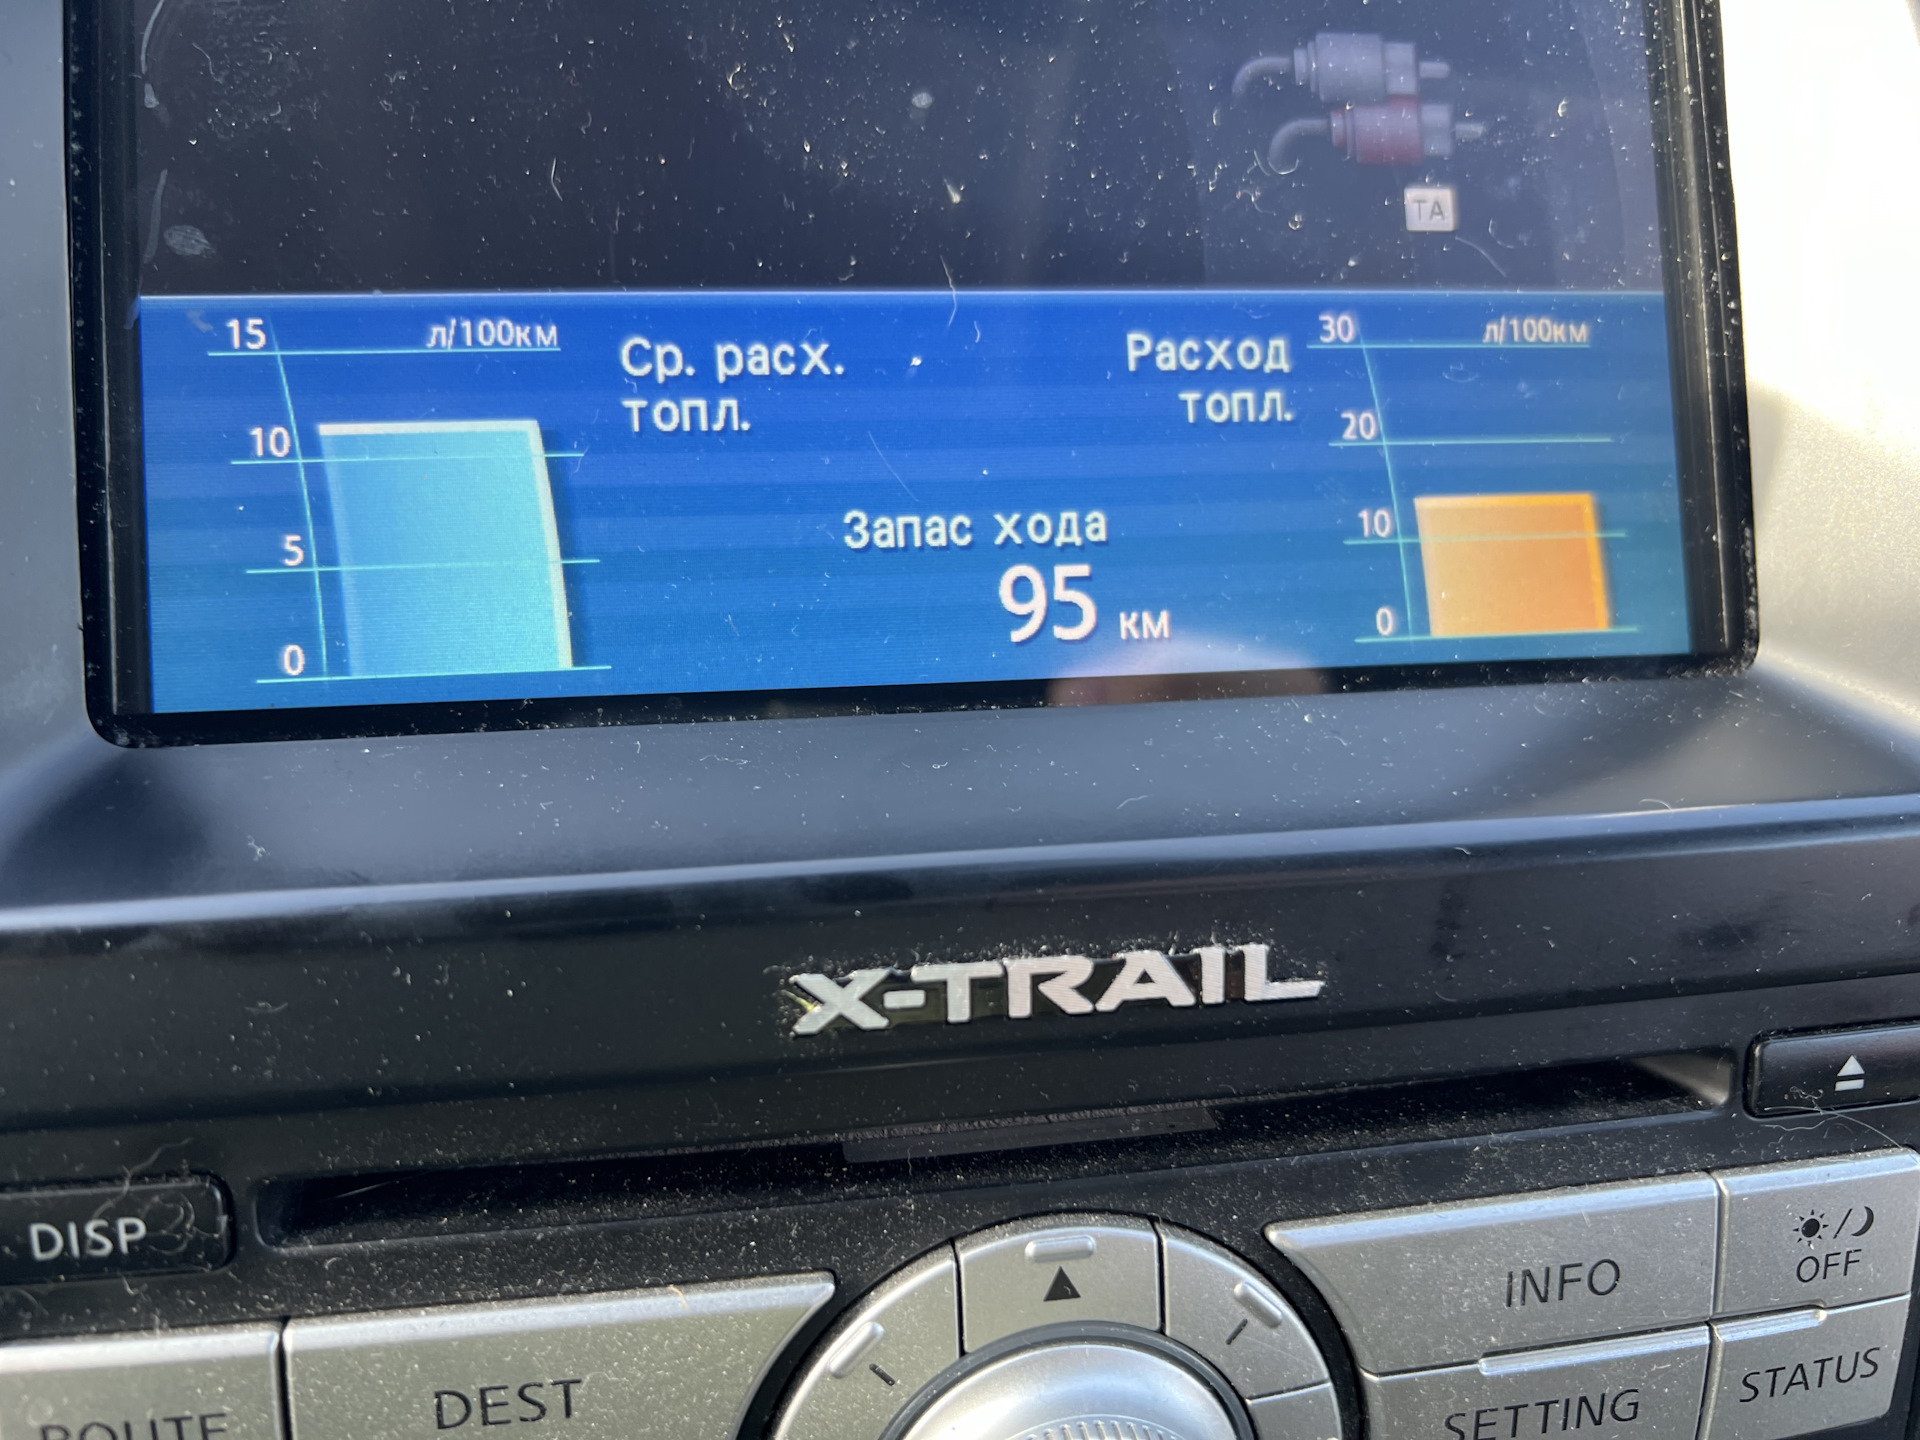 TA
15 л/100км
Ср. расх.
топл.
10
5
0
Расход
топл.
30 л/100км
20
10
0
Запас хода
95 км
X-TRAIL
DISP
ROUTE
DEST
INFO
OFF
SETTING
STATUS